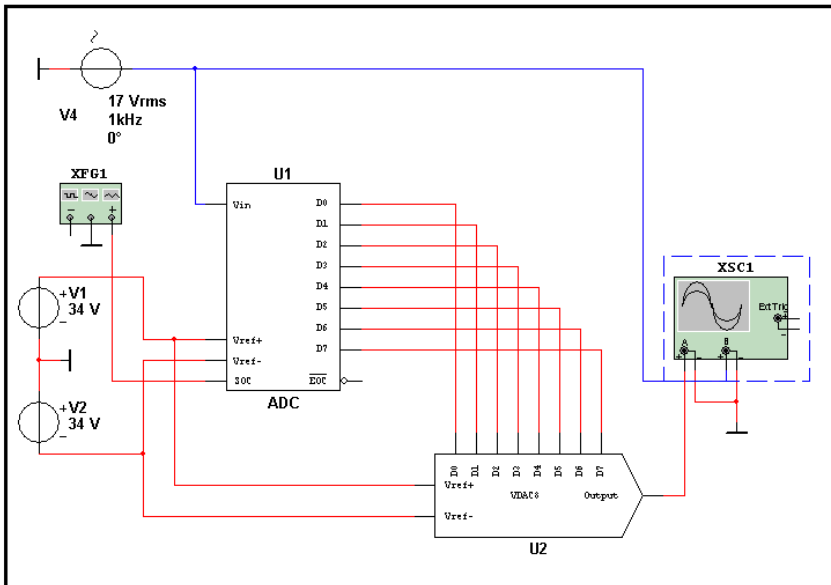 V4
17 Vrms
1kHz
0°
XFG1
U1
Vin
D0
D1
D2
D3
D4
D5
D6
D7
Vref+
Vref-
SOC
EOC
ADC
V1
34 V
V2
34 V
XSC1
Ext Trig
A
B
D0 D1 D2 D3 D4 D5 D6 D7
Vref+
VDAC8
Output
Vref-
U2